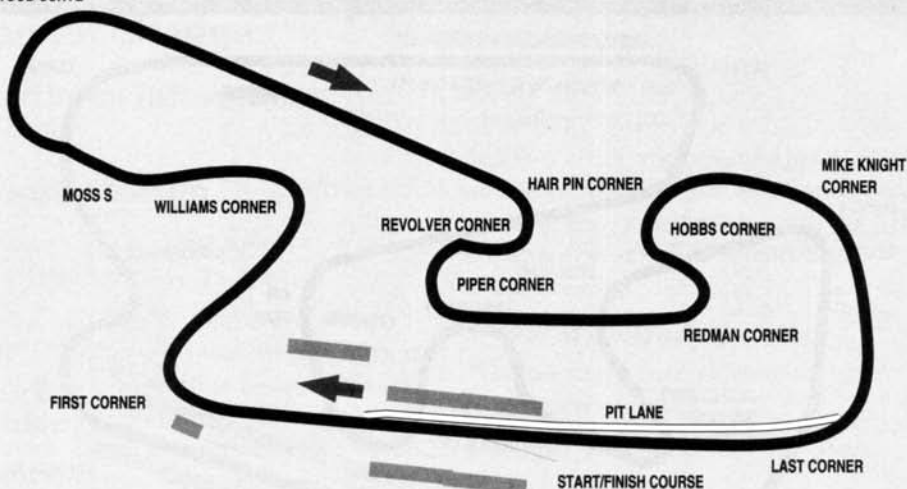 MOSS S
WILLIAMS CORNER
HAIR PIN CORNER
MIKE KNIGHT
CORNER
REVOLVER CORNER
HOBBS CORNER
PIPER CORNER
REDMAN CORNER
FIRST CORNER
PIT LANE
LAST CORNER
START/FINISH COURSE